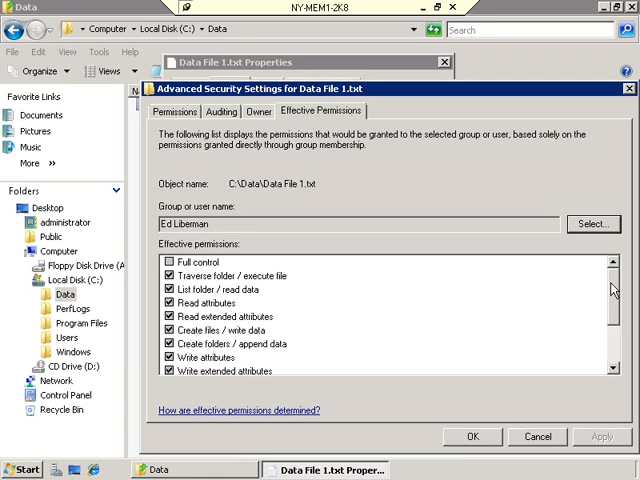 Data
NY-MEM1-2K8
Computer
Local Disk (C:)
Data
Search
File
Edit
View
Tools
Help
Organize
Views
Data File 1.txt Properties
Advanced Security Settings for Data File 1.txt
Permissions
Auditing
Owner
Effective Permissions
The following list displays the permissions that would be granted to the selected group or user, based solely on the
permissions granted directly through group membership.
Object name:
C:\Data\Data File 1.txt
Group or user name:
Ed Liberman
Select...
Effective permissions:
Full control
Traverse folder / execute file
List folder / read data
Read attributes
Read extended attributes
Create files / write data
Create folders / append data
Write attributes
Write extended attributes
How are effective permissions determined?
OK
Cancel
Apply
Favorite Links
Documents
Pictures
Music
More »
Folders
Desktop
administrator
Public
Computer
Floppy Disk Drive (A
Local Disk (C:)
Data
PerfLogs
Program Files
Users
Windows
CD Drive (D:)
Network
Control Panel
Recycle Bin
Start
Data
Data File 1.txt Proper...